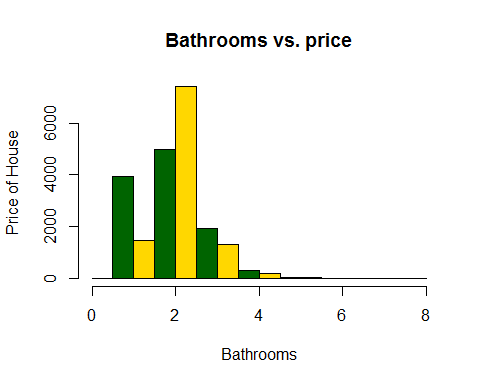 Bathrooms vs. price
Price of House
6000
4000
2000
0
0 2 4 6 8
Bathrooms